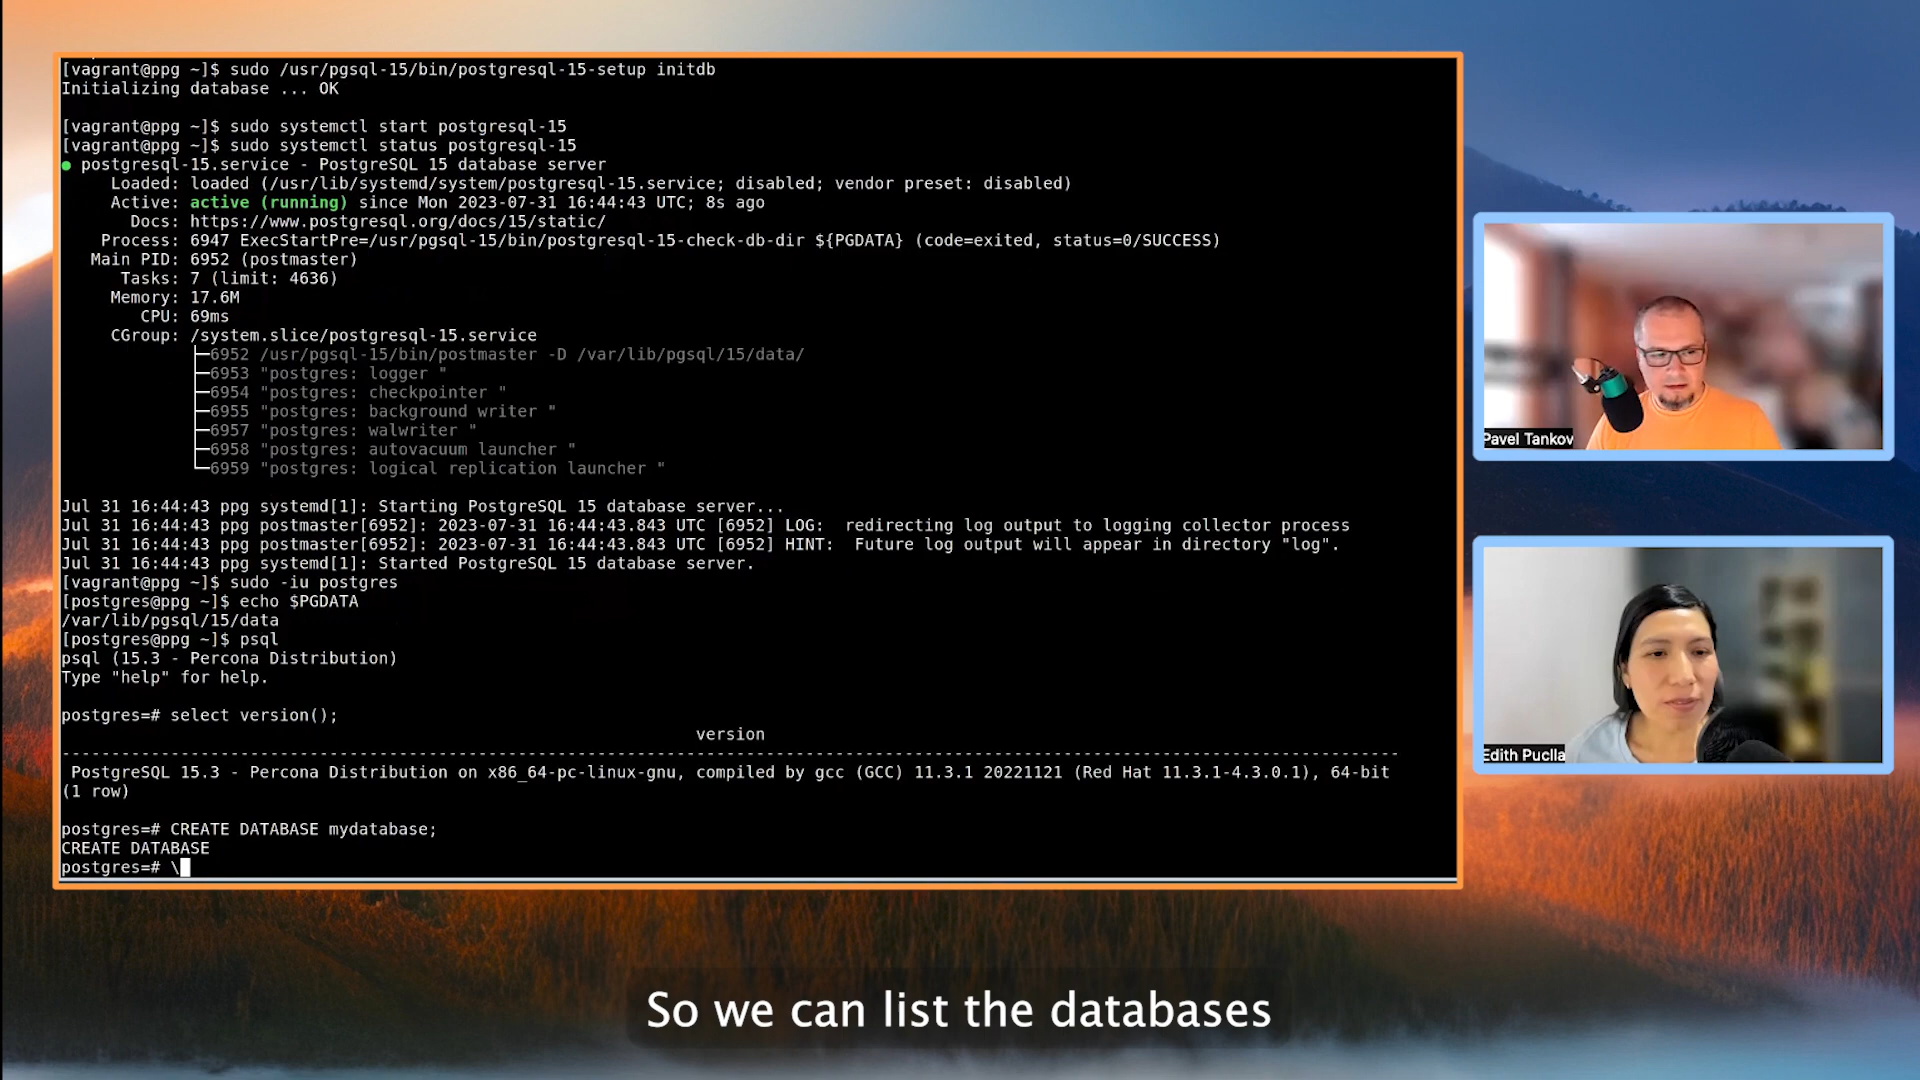 [vagrant@ppg ~]$ sudo /usr/pgsql-15/bin/postgresql-15-setup initdb
Initializing database ... OK
[vagrant@ppg ~]$ sudo systemctl start postgresql-15
[vagrant@ppg ~]$ sudo systemctl status postgresql-15
● postgresql-15.service - PostgreSQL 15 database server
Loaded: loaded (/usr/lib/systemd/system/postgresql-15.service; disabled; vendor preset: disabled)
Active: active (running) since Mon 2023-07-31 16:44:43 UTC; 8s ago
Docs: https://www.postgresql.org/docs/15/static/
Process: 6947 ExecStartPre=/usr/pgsql-15/bin/postgresql-15-check-db-dir ${PGDATA} (code=exited, status=0/SUCCESS)
Main PID: 6952 (postmaster)
Tasks: 7 (limit: 4636)
Memory: 17.6M
CPU: 69ms
CGroup: /system.slice/postgresql-15.service
├─6952 /usr/pgsql-15/bin/postmaster -D /var/lib/pgsql/15/data/
├─6953 "postgres: logger "
├─6954 "postgres: checkpointer "
├─6955 "postgres: background writer "
├─6957 "postgres: walwriter "
├─6958 "postgres: autovacuum launcher "
└─6959 "postgres: logical replication launcher "
Jul 31 16:44:43 ppg systemd[1]: Starting PostgreSQL 15 database server...
Jul 31 16:44:43 ppg postmaster[6952]: 2023-07-31 16:44:43.843 UTC [6952] LOG:  redirecting log output to logging collector process
Jul 31 16:44:43 ppg postmaster[6952]: 2023-07-31 16:44:43.843 UTC [6952] HINT:  Future log output will appear in directory "log".
Jul 31 16:44:43 ppg systemd[1]: Started PostgreSQL 15 database server.
[vagrant@ppg ~]$ sudo -iu postgres
[postgres@ppg ~]$ echo $PGDATA
/var/lib/pgsql/15/data
[postgres@ppg ~]$ psql
psql (15.3 - Percona Distribution)
Type "help" for help.
postgres=# select version();
version
PostgreSQL 15.3 - Percona Distribution on x86_64-pc-linux-gnu, compiled by gcc (GCC) 11.3.1 20221121 (Red Hat 11.3.1-4.3.0.1), 64-bit
(1 row)
postgres=# CREATE DATABASE mydatabase;
CREATE DATABASE
postgres=# \
Pavel Tankov
Edith Puclla
So we can list the databases